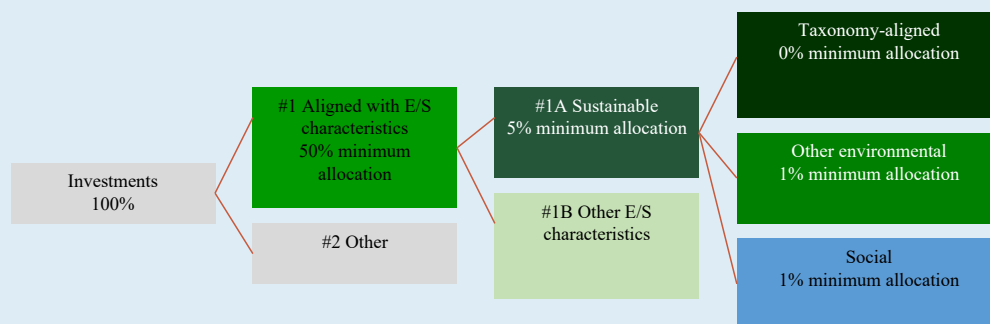 Investments
100%
#1 Aligned with E/S
characteristics
50% minimum
allocation
#2 Other
#1A Sustainable
5% minimum allocation
#1B Other E/S
characteristics
Taxonomy-aligned
0% minimum allocation
Other environmental
1% minimum allocation
Social
1% minimum allocation